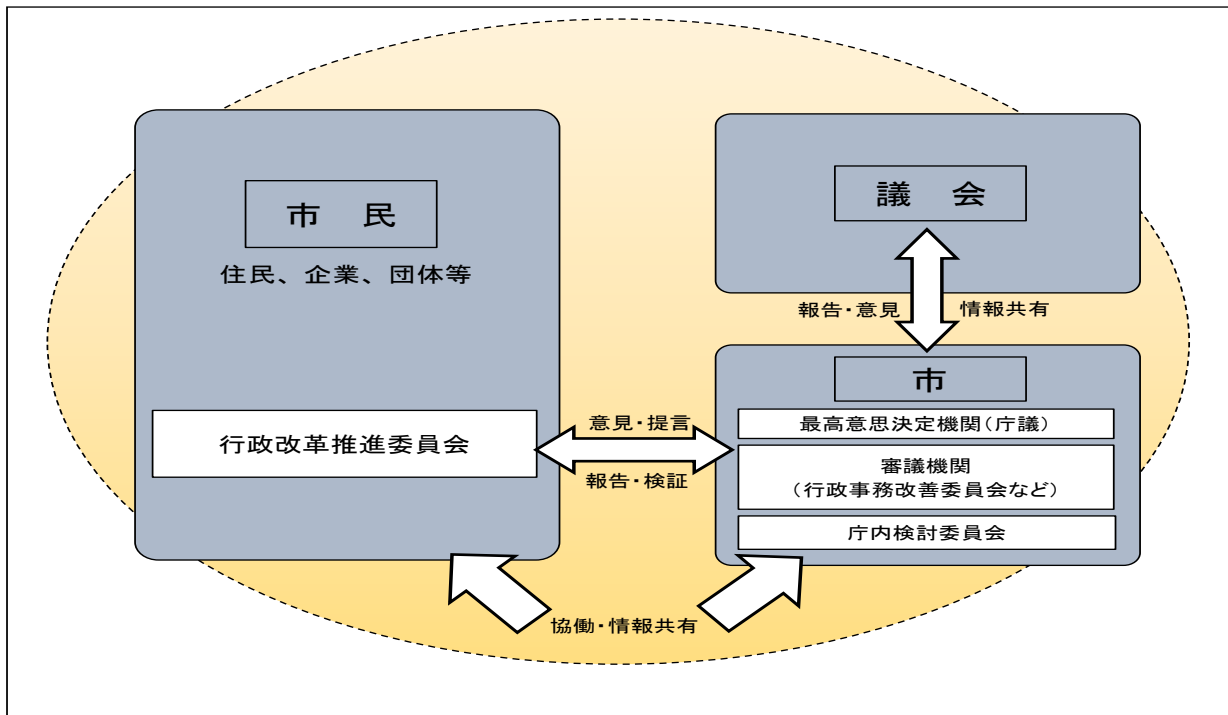 市 民
住民、企業、団体等
行政改革推進委員会
議 会
報告・意見
情報共有
意見・提言
報告・検証
市
最高意思決定機関(庁議)
審議機関
(行政事務改善委員会など)
庁内検討委員会
協働・情報共有